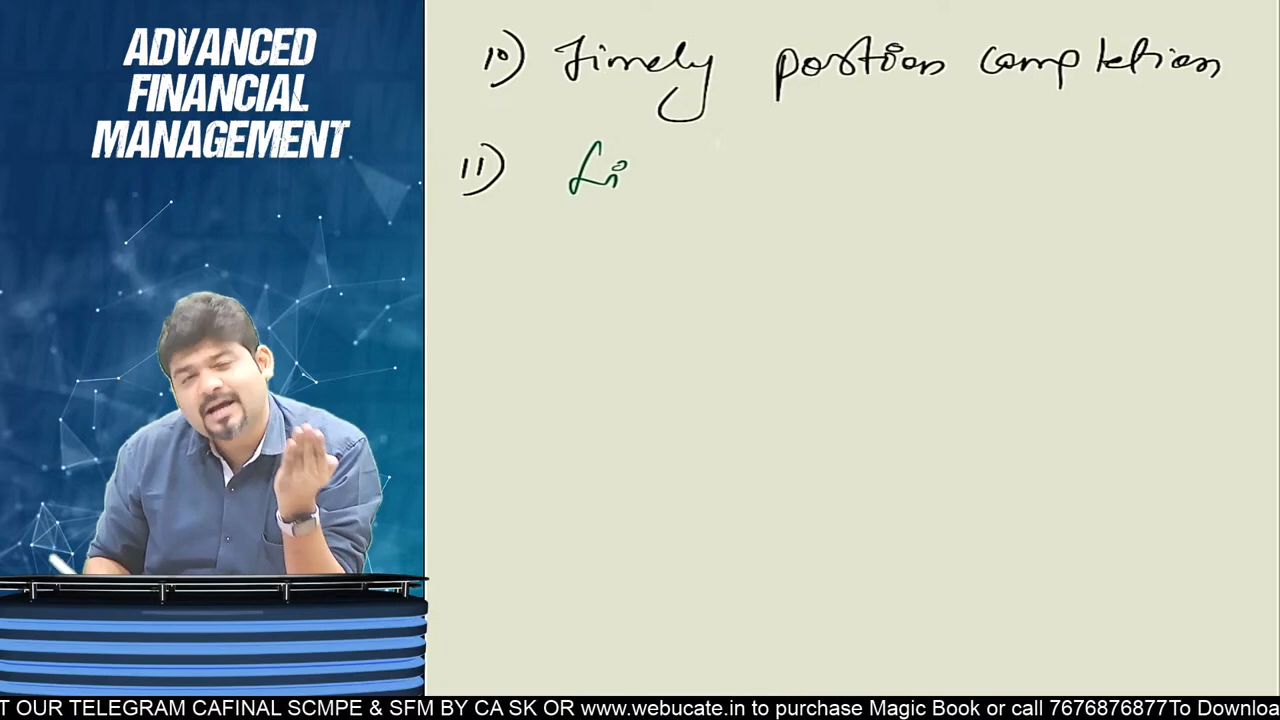 ADVANCED
FINANCIAL
MANAGEMENT
10) Timely portion completion
11) Li
T OUR TELEGRAM CAFINAL SCMPE & SFM BY CA SK OR www.webucate.in to purchase Magic Book or call 7676876877To Downloa